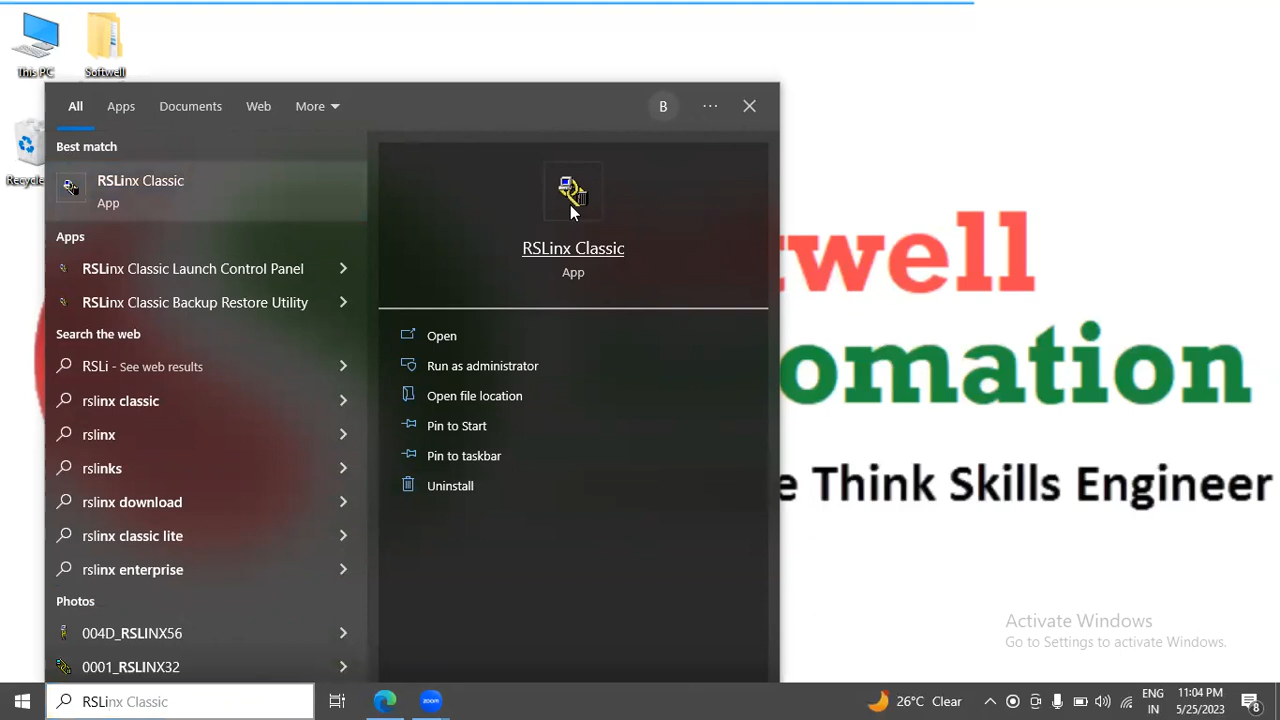 This PC
Softwell
Recycle
All
Apps
Documents
Web
More
B
Best match
RSLinx Classic
App
Apps
RSLinx Classic Launch Control Panel
RSLinx Classic Backup Restore Utility
Search the web
RSLi - See web results
rslinx classic
rslinx
rslinks
rslinx download
rslinx classic lite
rslinx enterprise
Photos
004D_RSLINX56
0001_RSLINX32
RSLinx Classic
App
Open
Run as administrator
Open file location
Pin to Start
Pin to taskbar
Uninstall
twell
omation
e Think Skills Engineer
Activate Windows
Go to Settings to activate Windows.
RSLinx Classic
zoom
26°C Clear
ENG
IN
11:04 PM
5/25/2023
8